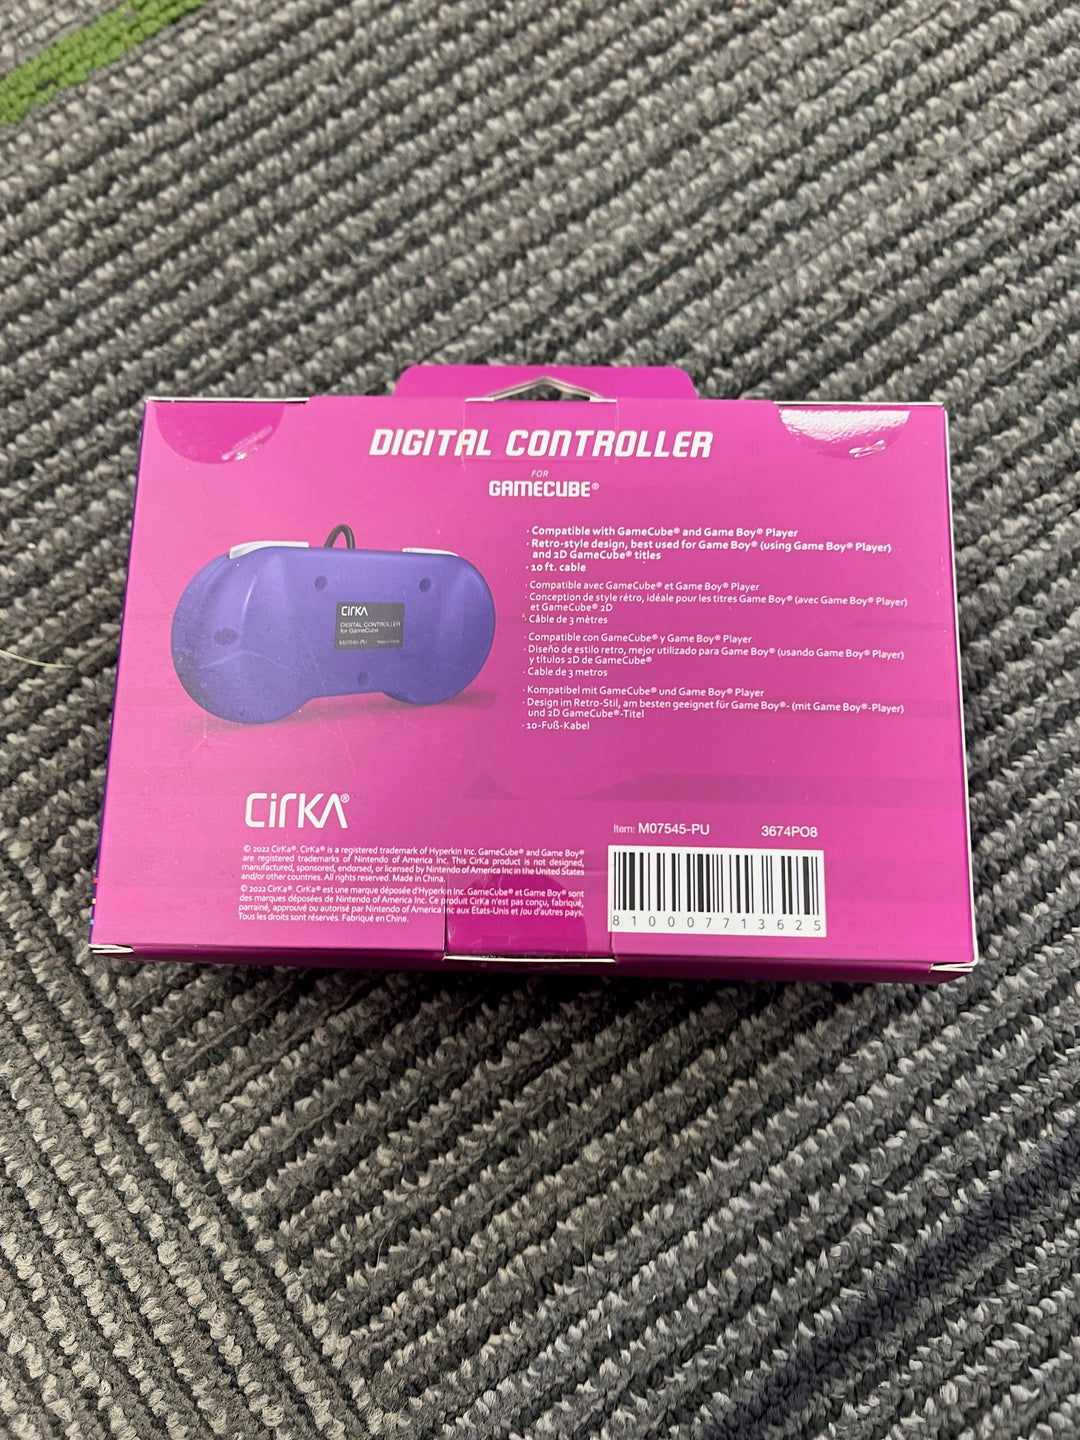 DIGITAL CONTROLLER
FOR
GAMECUBE®
· Compatible with GameCube® and Game Boy® Player
· Retro-style design, best used for Game Boy® (using Game Boy® Player)
and 2D GameCube® titles
· 10 ft. cable
· Compatible avec GameCube® et Game Boy® Player
· Conception de style rétro, idéale pour les titres Game Boy® (avec Game Boy® Player)
et GameCube® 2D
· Câble de 3 mètres
· Compatible con GameCube® y Game Boy® Player
· Diseño de estilo retro, mejor utilizado para Game Boy® (usando Game Boy® Player)
y títulos 2D de GameCube®
· Cable de 3 metros
· Kompatibel mit GameCube® und Game Boy® Player
· Design im Retro-Stil, am besten geeignet für Game Boy®- (mit Game Boy®-Player)
und 2D GameCube®-Titel
· 10-Fuß-Kabel
CirKA
DIGITAL CONTROLLER
for GameCube
M07545-PU Made in China
CirKA®
© 2022 CirKa®. CirKa® is a registered trademark of Hyperkin Inc. GameCube® and Game Boy®
are registered trademarks of Nintendo of America Inc. This CirKa product is not designed,
manufactured, sponsored, endorsed, or licensed by Nintendo of America Inc in the United States
and/or other countries. All rights reserved. Made in China.
© 2022 CirKa®. CirKa® est une marque déposée d'Hyperkin Inc. GameCube® et Game Boy® sont
des marques déposées de Nintendo of America Inc. Ce produit CirKa n'est pas conçu, fabriqué,
parrainé, approuvé ou autorisé par Nintendo of America Inc aux États-Unis et /ou d'autres pays.
Tous les droits sont réservés. Fabriqué en Chine.
Item: M07545-PU 3674PO8
810007713625